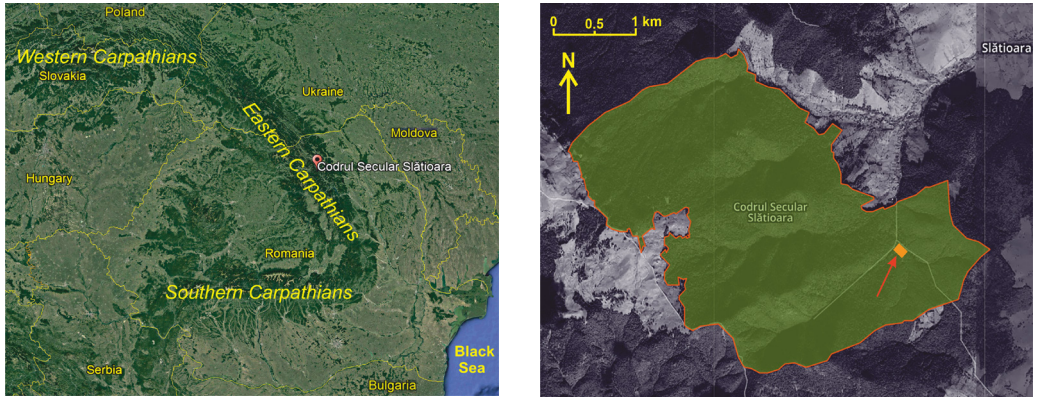 Poland
Western Carpathians
Slovakia
Ukraine
Eastern Carpathians
Moldova
Codrul Secular Slătioara
Hungary
Romania
Southern Carpathians
Black
Sea
Serbia
Bulgaria
0 0.5 1 km
N
Slătioara
Codrul Secular
Slătioara